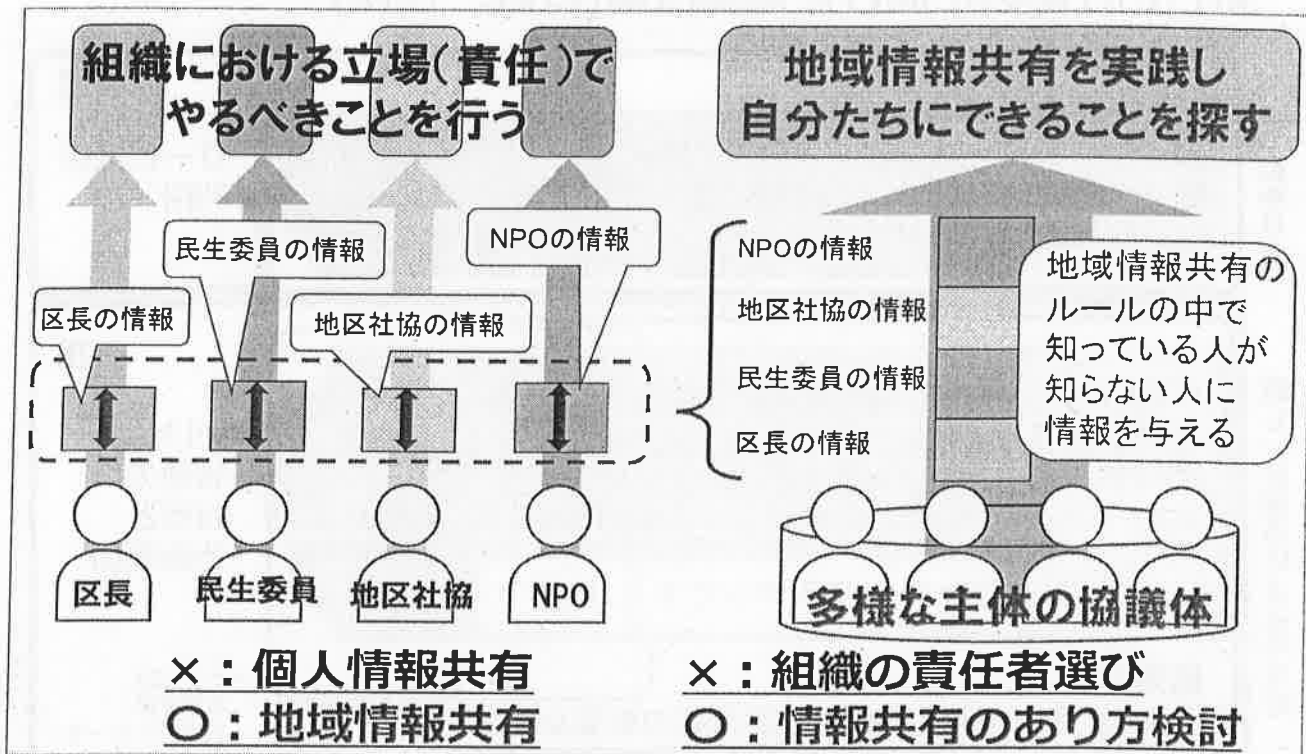 組織における立場(責任)で
やるべきことを行う
地域情報共有を実践し
自分たちにできることを探す
区長の情報
民生委員の情報
地区社協の情報
NPOの情報
NPOの情報
地区社協の情報
民生委員の情報
区長の情報
地域情報共有の
ルールの中で
知っている人が
知らない人に
情報を与える
区長
民生委員
地区社協
NPO
多様な主体の協議体
×:個人情報共有
○:地域情報共有
×:組織の責任者選び
○:情報共有のあり方検討